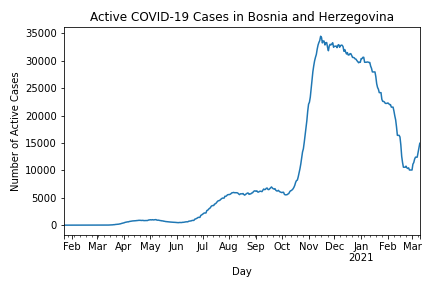 Active COVID-19 Cases in Bosnia and Herzegovina
35000
30000
25000
20000
15000
10000
5000
0
Number of Active Cases
Feb Mar Apr May Jun Jul Aug Sep Oct Nov Dec Jan Feb Mar
2021
Day